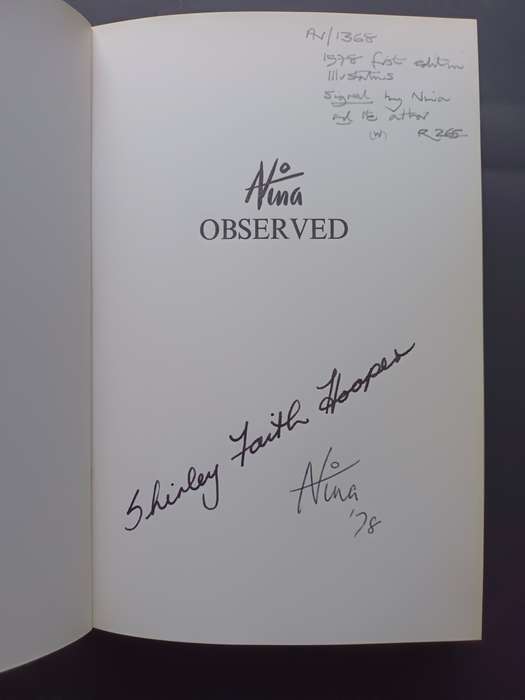 AV/1368
1978 first edition
Illustrations
signed by Nina
and the author
(W) R 265
Nina
OBSERVED
Shirley Faith Hooper
Nina
'78